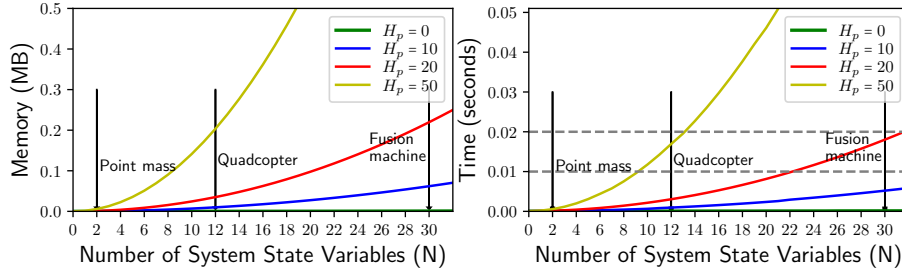 0.5
0.4
0.3
0.2
0.1
0.0
Memory (MB)
H_p = 0
H_p = 10
H_p = 20
H_p = 50
Point mass
Quadcopter
Fusion
machine
0 2 4 6 8 10 12 14 16 18 20 22 24 26 28 30
Number of System State Variables (N)
0.05
0.04
0.03
0.02
0.01
0.00
Time (seconds)
H_p = 0
H_p = 10
H_p = 20
H_p = 50
Point mass
Quadcopter
Fusion
machine
0 2 4 6 8 10 12 14 16 18 20 22 24 26 28 30
Number of System State Variables (N)